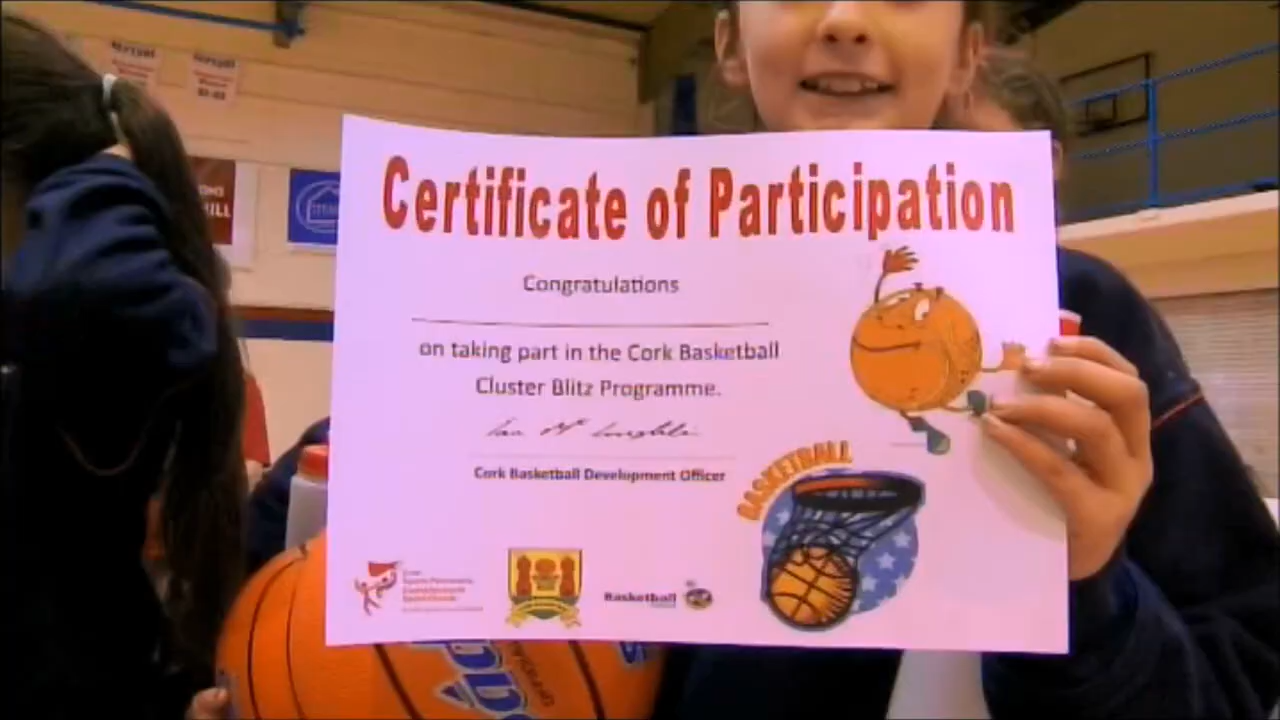 Certificate of Participation
Congratulations
on taking part in the Cork Basketball
Cluster Blitz Programme.
Cork Basketball Development Officer
BASKETBALL
Basketball
HILL